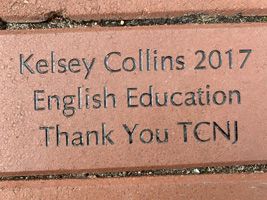 Kelsey Collins 2017
English Education
Thank You TCNJ